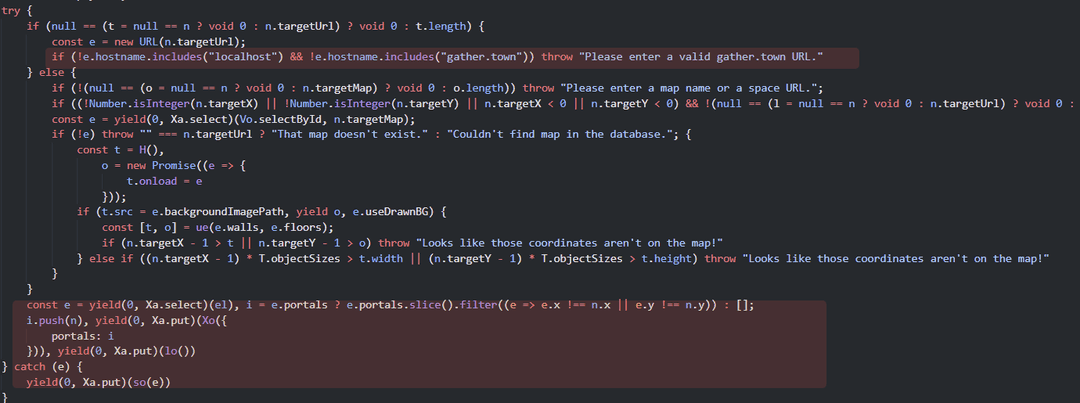 try {
if (null == (t = null == n ? void 0 : n.targetUrl) ? void 0 : t.length) {
const e = new URL(n.targetUrl);
if (!e.hostname.includes("localhost") && !e.hostname.includes("gather.town")) throw "Please enter a valid gather.town URL."
} else {
if (!(null == (o = null == n ? void 0 : n.targetMap) ? void 0 : o.length)) throw "Please enter a map name or a space URL.";
if ((!Number.isInteger(n.targetX) || !Number.isInteger(n.targetY) || n.targetX < 0 || n.targetY < 0) && !(null == (l = null == n ? void 0 : n.targetUrl) ? void 0 :
const e = yield(0, Xa.select)(Vo.selectById, n.targetMap);
if (!e) throw "" === n.targetUrl ? "That map doesn't exist." : "Couldn't find map in the database."; {
const t = H(),
o = new Promise((e => {
t.onload = e
}));
if (t.src = e.backgroundImagePath, yield o, e.useDrawnBG) {
const [t, o] = ue(e.walls, e.floors);
if (n.targetX - 1 > t || n.targetY - 1 > o) throw "Looks like those coordinates aren't on the map!"
} else if ((n.targetX - 1) * T.objectSizes > t.width || (n.targetY - 1) * T.objectSizes > t.height) throw "Looks like those coordinates aren't on the map!"
}
}
const e = yield(0, Xa.select)(el), i = e.portals ? e.portals.slice().filter((e => e.x !== n.x || e.y !== n.y)) : [];
i.push(n), yield(0, Xa.put)(Xo({
portals: i
})), yield(0, Xa.put)(lo())
} catch (e) {
yield(0, Xa.put)(so(e))
}